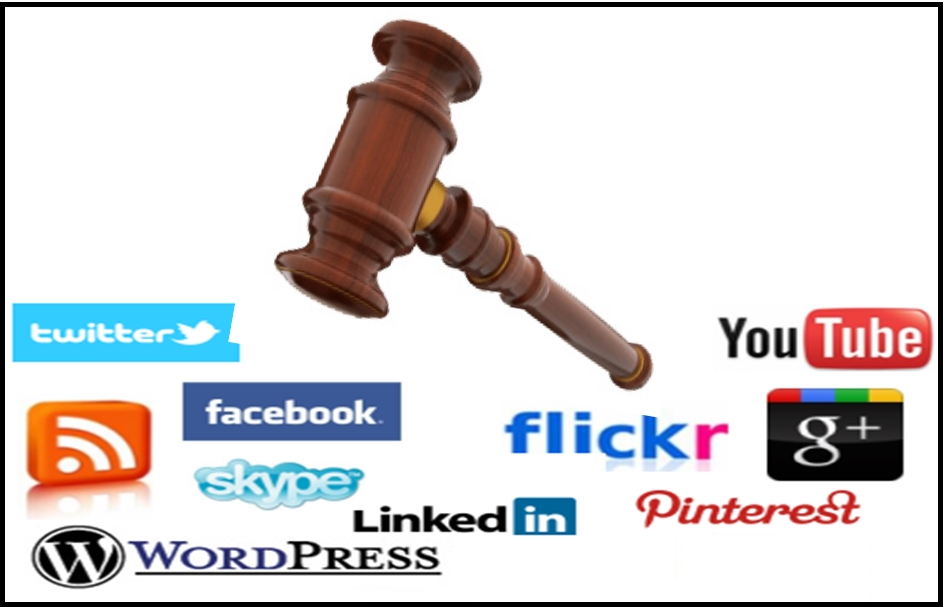 twitter
YouTube
facebook
flickr
g+
skype
Linked in
Pinterest
WORDPRESS